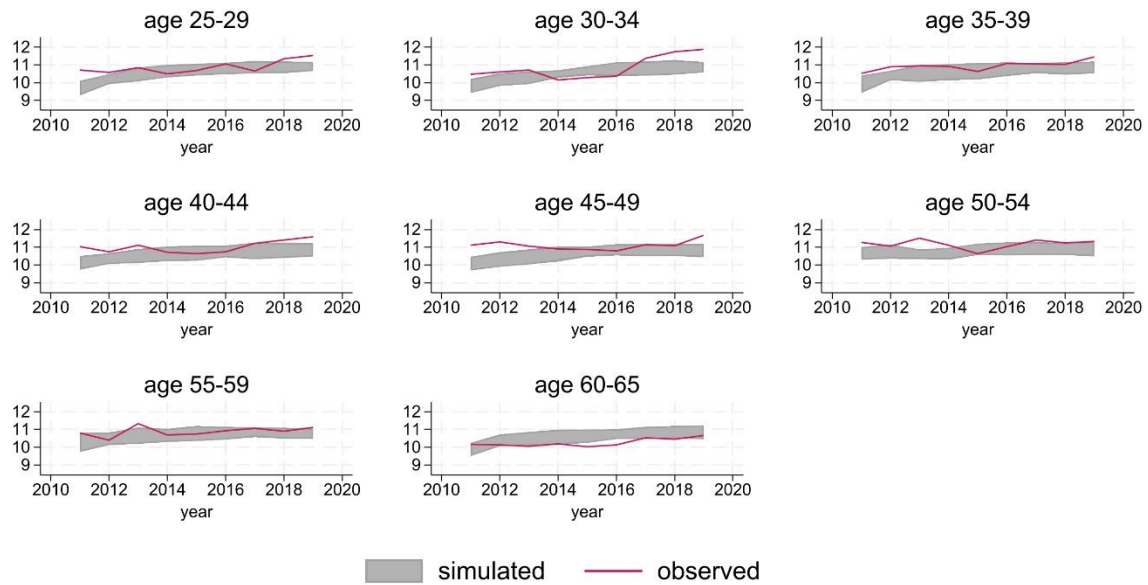 age 25-29 age 30-34 age 35-39
12 12 12
11 11 11
10 10 10
9 9 9
2010 2012 2014 2016 2018 2020 2010 2012 2014 2016 2018 2020 2010 2012 2014 2016 2018 2020
year year year
age 40-44 age 45-49 age 50-54
12 12 12
11 11 11
10 10 10
9 9 9
2010 2012 2014 2016 2018 2020 2010 2012 2014 2016 2018 2020 2010 2012 2014 2016 2018 2020
year year year
age 55-59 age 60-65
12 12
11 11
10 10
9 9
2010 2012 2014 2016 2018 2020 2010 2012 2014 2016 2018 2020
year year
simulated observed